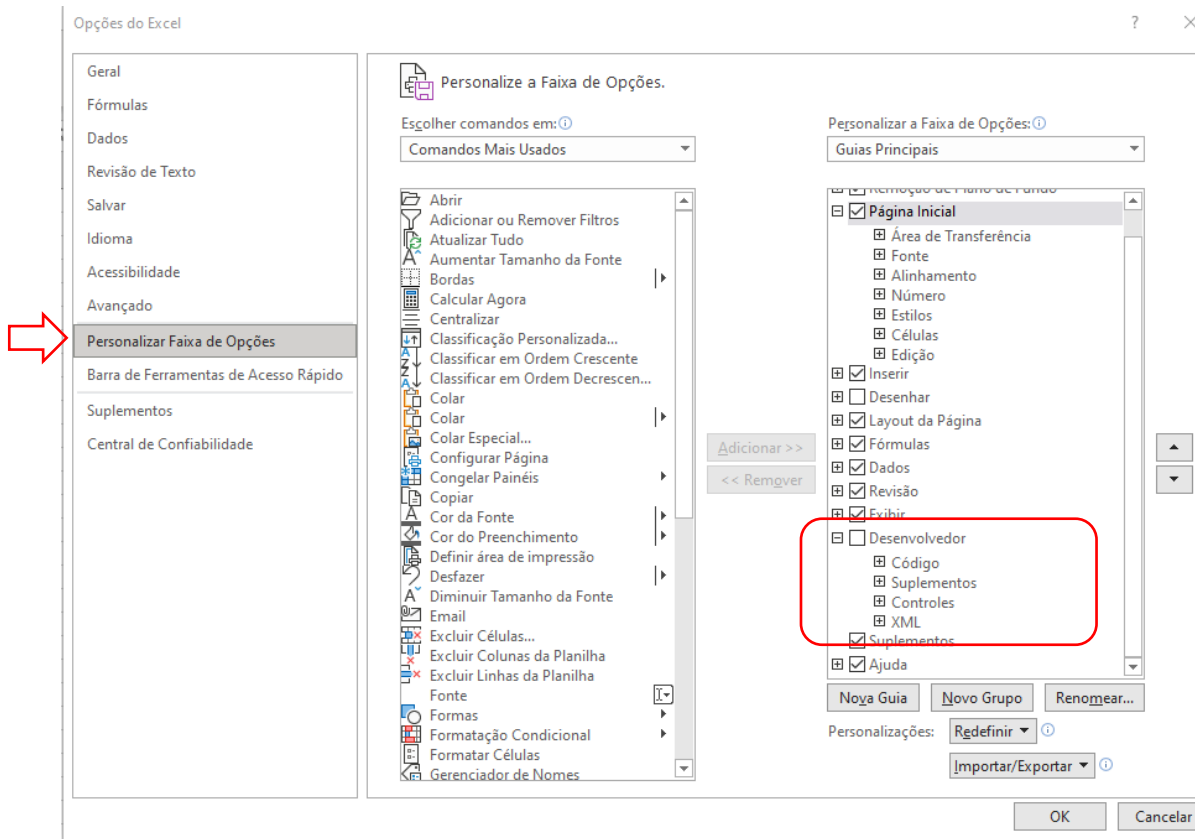 Opções do Excel
?
Geral
Fórmulas
Dados
Revisão de Texto
Salvar
Idioma
Acessibilidade
Avançado
Personalizar Faixa de Opções
Barra de Ferramentas de Acesso Rápido
Suplementos
Central de Confiabilidade
Personalize a Faixa de Opções.
Escolher comandos em:
Comandos Mais Usados
Abrir
Adicionar ou Remover Filtros
Atualizar Tudo
Aumentar Tamanho da Fonte
Bordas
Calcular Agora
Centralizar
Classificação Personalizada...
Classificar em Ordem Crescente
Classificar em Ordem Decrescen...
Colar
Colar
Colar Especial...
Configurar Página
Congelar Painéis
Copiar
Cor da Fonte
Cor do Preenchimento
Definir área de impressão
Desfazer
Diminuir Tamanho da Fonte
Email
Excluir Células...
Excluir Colunas da Planilha
Excluir Linhas da Planilha
Fonte
Formas
Formatação Condicional
Formatar Células
Gerenciador de Nomes
Adicionar >>
<< Remover
Personalizar a Faixa de Opções:
Guias Principais
Remoção de Plano de Fundo
Página Inicial
Área de Transferência
Fonte
Alinhamento
Número
Estilos
Células
Edição
Inserir
Desenhar
Layout da Página
Fórmulas
Dados
Revisão
Exibir
Desenvolvedor
Código
Suplementos
Controles
XML
Suplementos
Ajuda
Nova Guia
Novo Grupo
Renomear...
Personalizações:
Redefinir
Importar/Exportar
OK
Cancelar